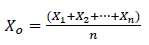 Xₒ = (X₁+X₂+⋯+Xₙ)/n